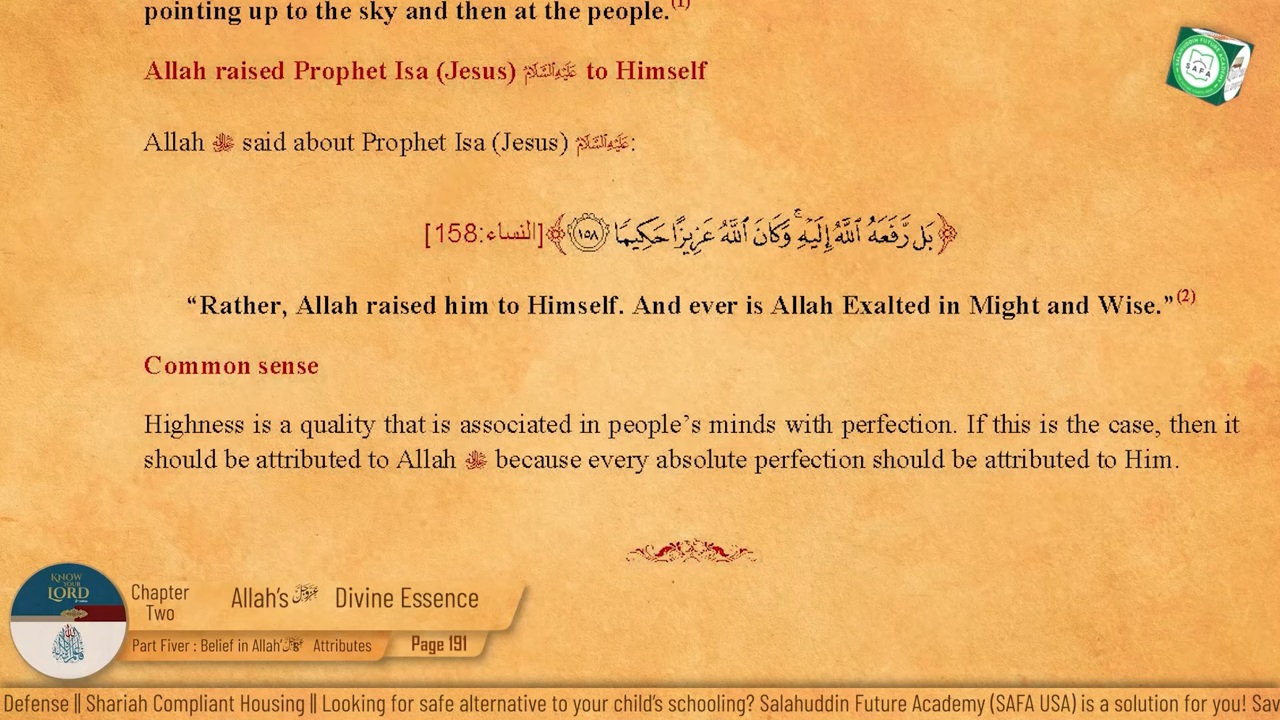 pointing up to the sky and then at the people.(1)
Allah raised Prophet Isa (Jesus) عَلَيْهِ السَّلَامُ to Himself
Allah ﷻ said about Prophet Isa (Jesus) عَلَيْهِ السَّلَامُ:
﴿بَل رَّفَعَهُ ٱللَّهُ إِلَيْهِۚ وَكَانَ ٱللَّهُ عَزِيزًا حَكِيمًا ١٥٨﴾ [النساء:158]
“Rather, Allah raised him to Himself. And ever is Allah Exalted in Might and Wise.”(2)
Common sense
Highness is a quality that is associated in people’s minds with perfection. If this is the case, then it
should be attributed to Allah ﷻ because every absolute perfection should be attributed to Him.
SAFA
KNOW YOUR LORD
Chapter Two
Allah’s عَزَّ وَجَلَّ Divine Essence
Part Fiver : Belief in Allah’s Attributes
Page 191
Defense || Shariah Compliant Housing || Looking for safe alternative to your child’s schooling? Salahuddin Future Academy (SAFA USA) is a solution for you! Sav